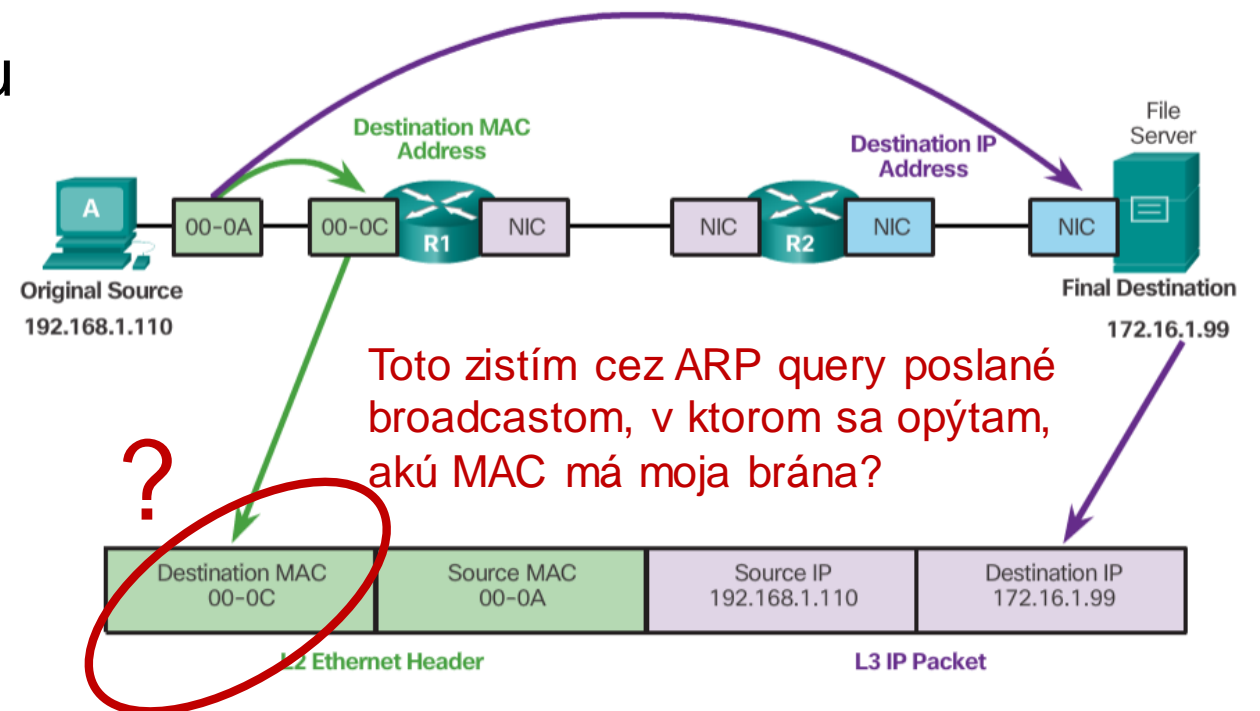 u
Destination MAC
Address
Destination IP
Address
File
Server
A
00-0A
00-0C
R1
NIC
NIC
R2
NIC
NIC
Original Source
192.168.1.110
Final Destination
172.16.1.99
Toto zistím cez ARP query poslané
broadcastom, v ktorom sa opýtam,
akú MAC má moja brána?
?
Destination MAC
00-0C
Source MAC
00-0A
Source IP
192.168.1.110
Destination IP
172.16.1.99
L2 Ethernet Header
L3 IP Packet